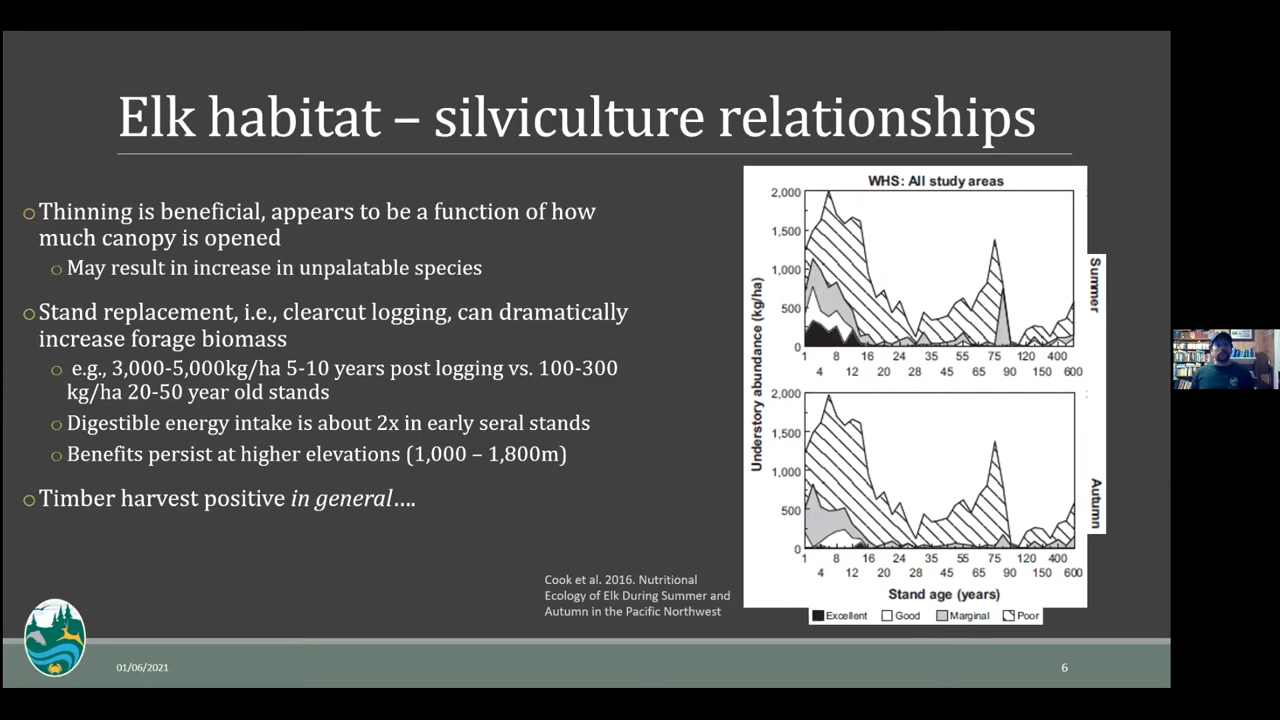 Elk habitat – silviculture relationships
Thinning is beneficial, appears to be a function of how
much canopy is opened
May result in increase in unpalatable species
Stand replacement, i.e., clearcut logging, can dramatically
increase forage biomass
e.g., 3,000-5,000kg/ha 5-10 years post logging vs. 100-300
kg/ha 20-50 year old stands
Digestible energy intake is about 2x in early seral stands
Benefits persist at higher elevations (1,000 – 1,800m)
Timber harvest positive in general….
WHS: All study areas
Understory abundance (kg/ha)
2,000
1,500
1,000
500
0
1 8 16 24 35 55 75 120 400
4 12 20 28 45 65 90 150 600
Summer
2,000
1,500
1,000
500
0
1 8 16 24 35 55 75 120 400
4 12 20 28 45 65 90 150 600
Autumn
Stand age (years)
Excellent Good Marginal Poor
Cook et al. 2016. Nutritional
Ecology of Elk During Summer and
Autumn in the Pacific Northwest
01/06/2021
6